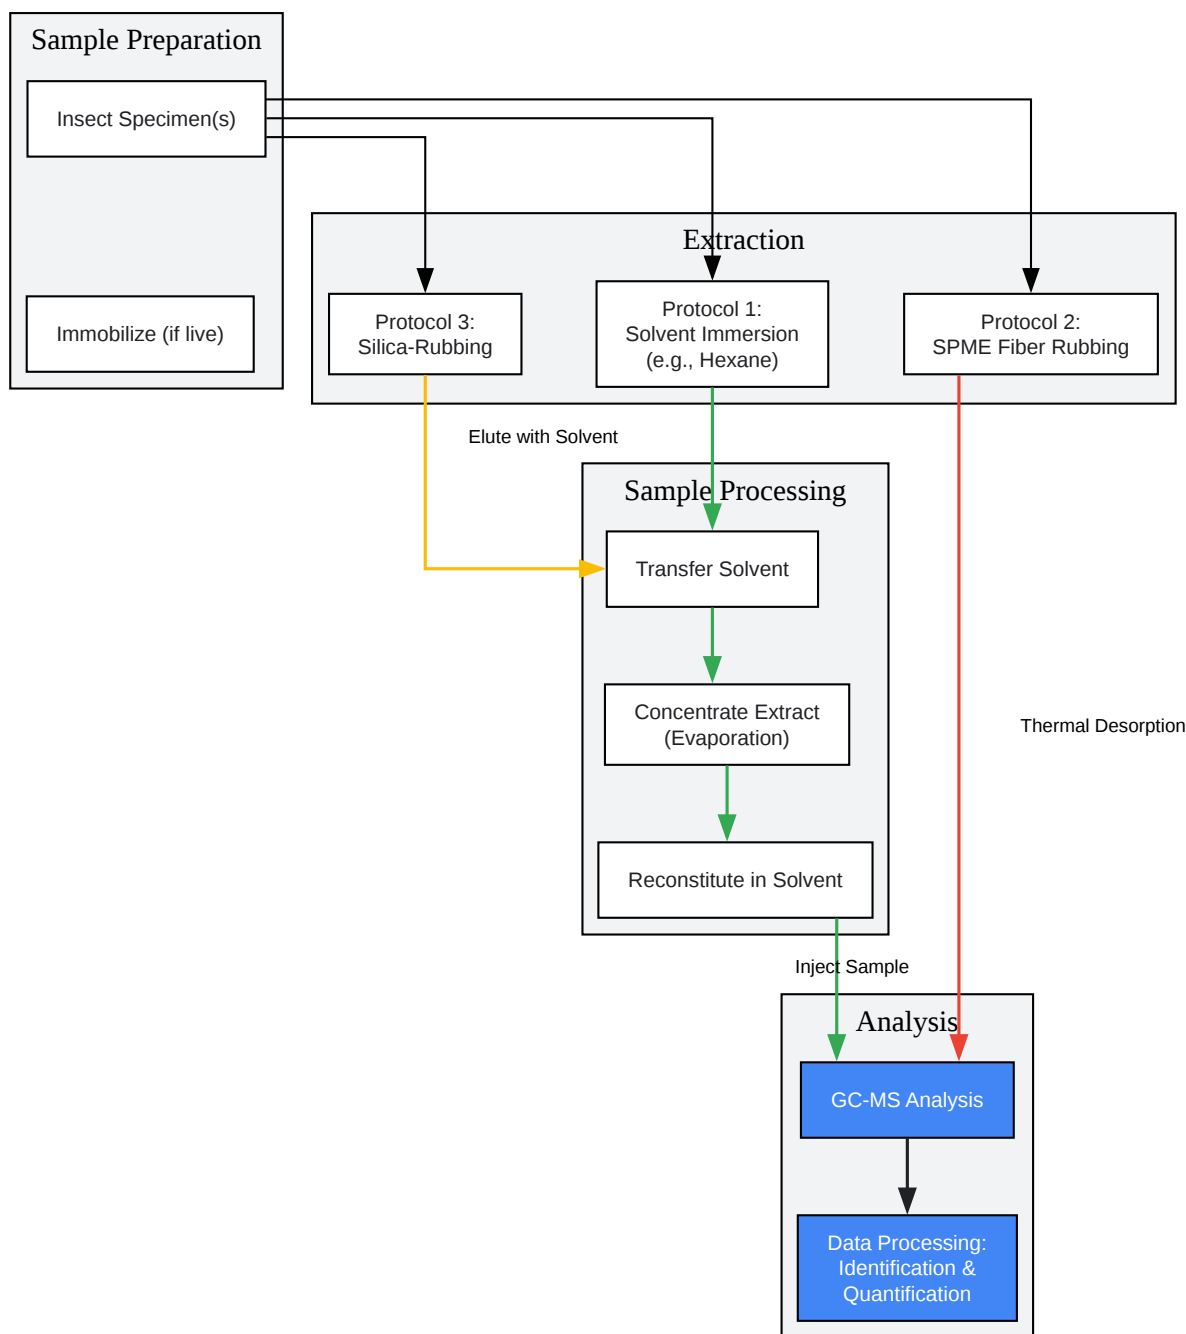 Sample Preparation
Insect Specimen(s)
Immobilize (if live)
Extraction
Protocol 3:
Silica-Rubbing
Protocol 1:
Solvent Immersion
(e.g., Hexane)
Protocol 2:
SPME Fiber Rubbing
Elute with Solvent
Sample Processing
Transfer Solvent
Concentrate Extract
(Evaporation)
Thermal Desorption
Reconstitute in Solvent
Inject Sample
Analysis
GC-MS Analysis
Data Processing:
Identification &
Quantification